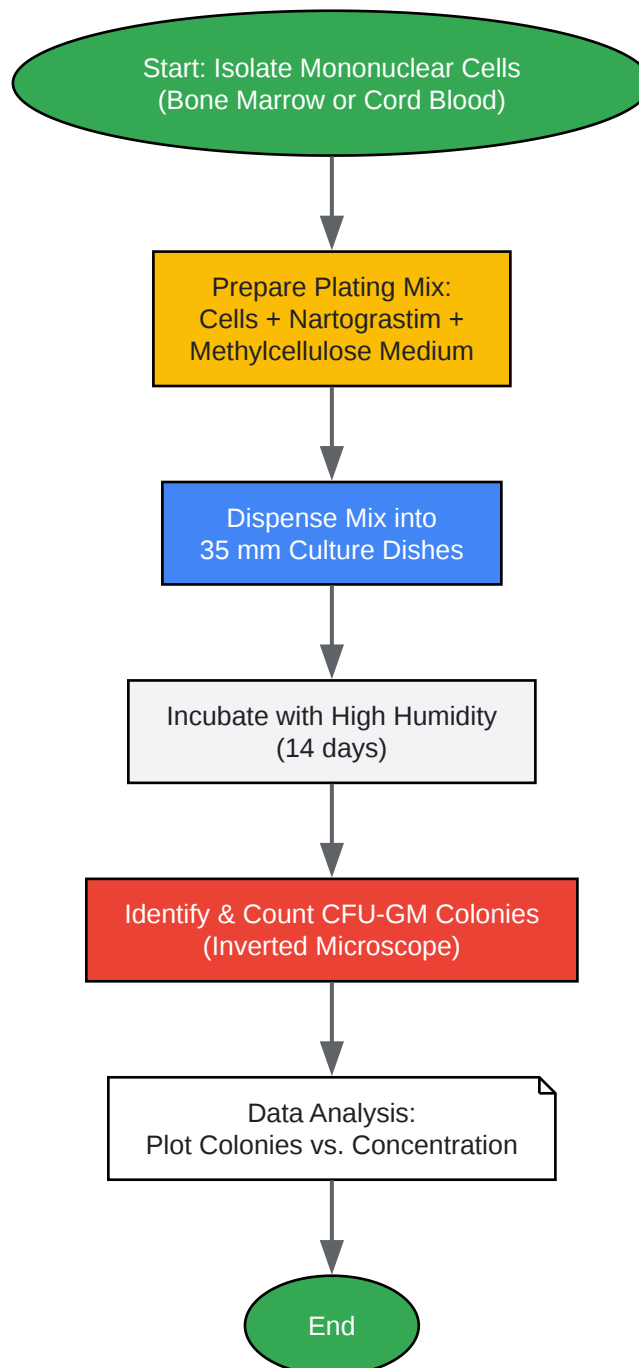 Start: Isolate Mononuclear Cells
(Bone Marrow or Cord Blood)
Prepare Plating Mix:
Cells + Nartograstim +
Methylcellulose Medium
Dispense Mix into
35 mm Culture Dishes
Incubate with High Humidity
(14 days)
Identify & Count CFU-GM Colonies
(Inverted Microscope)
Data Analysis:
Plot Colonies vs. Concentration
End